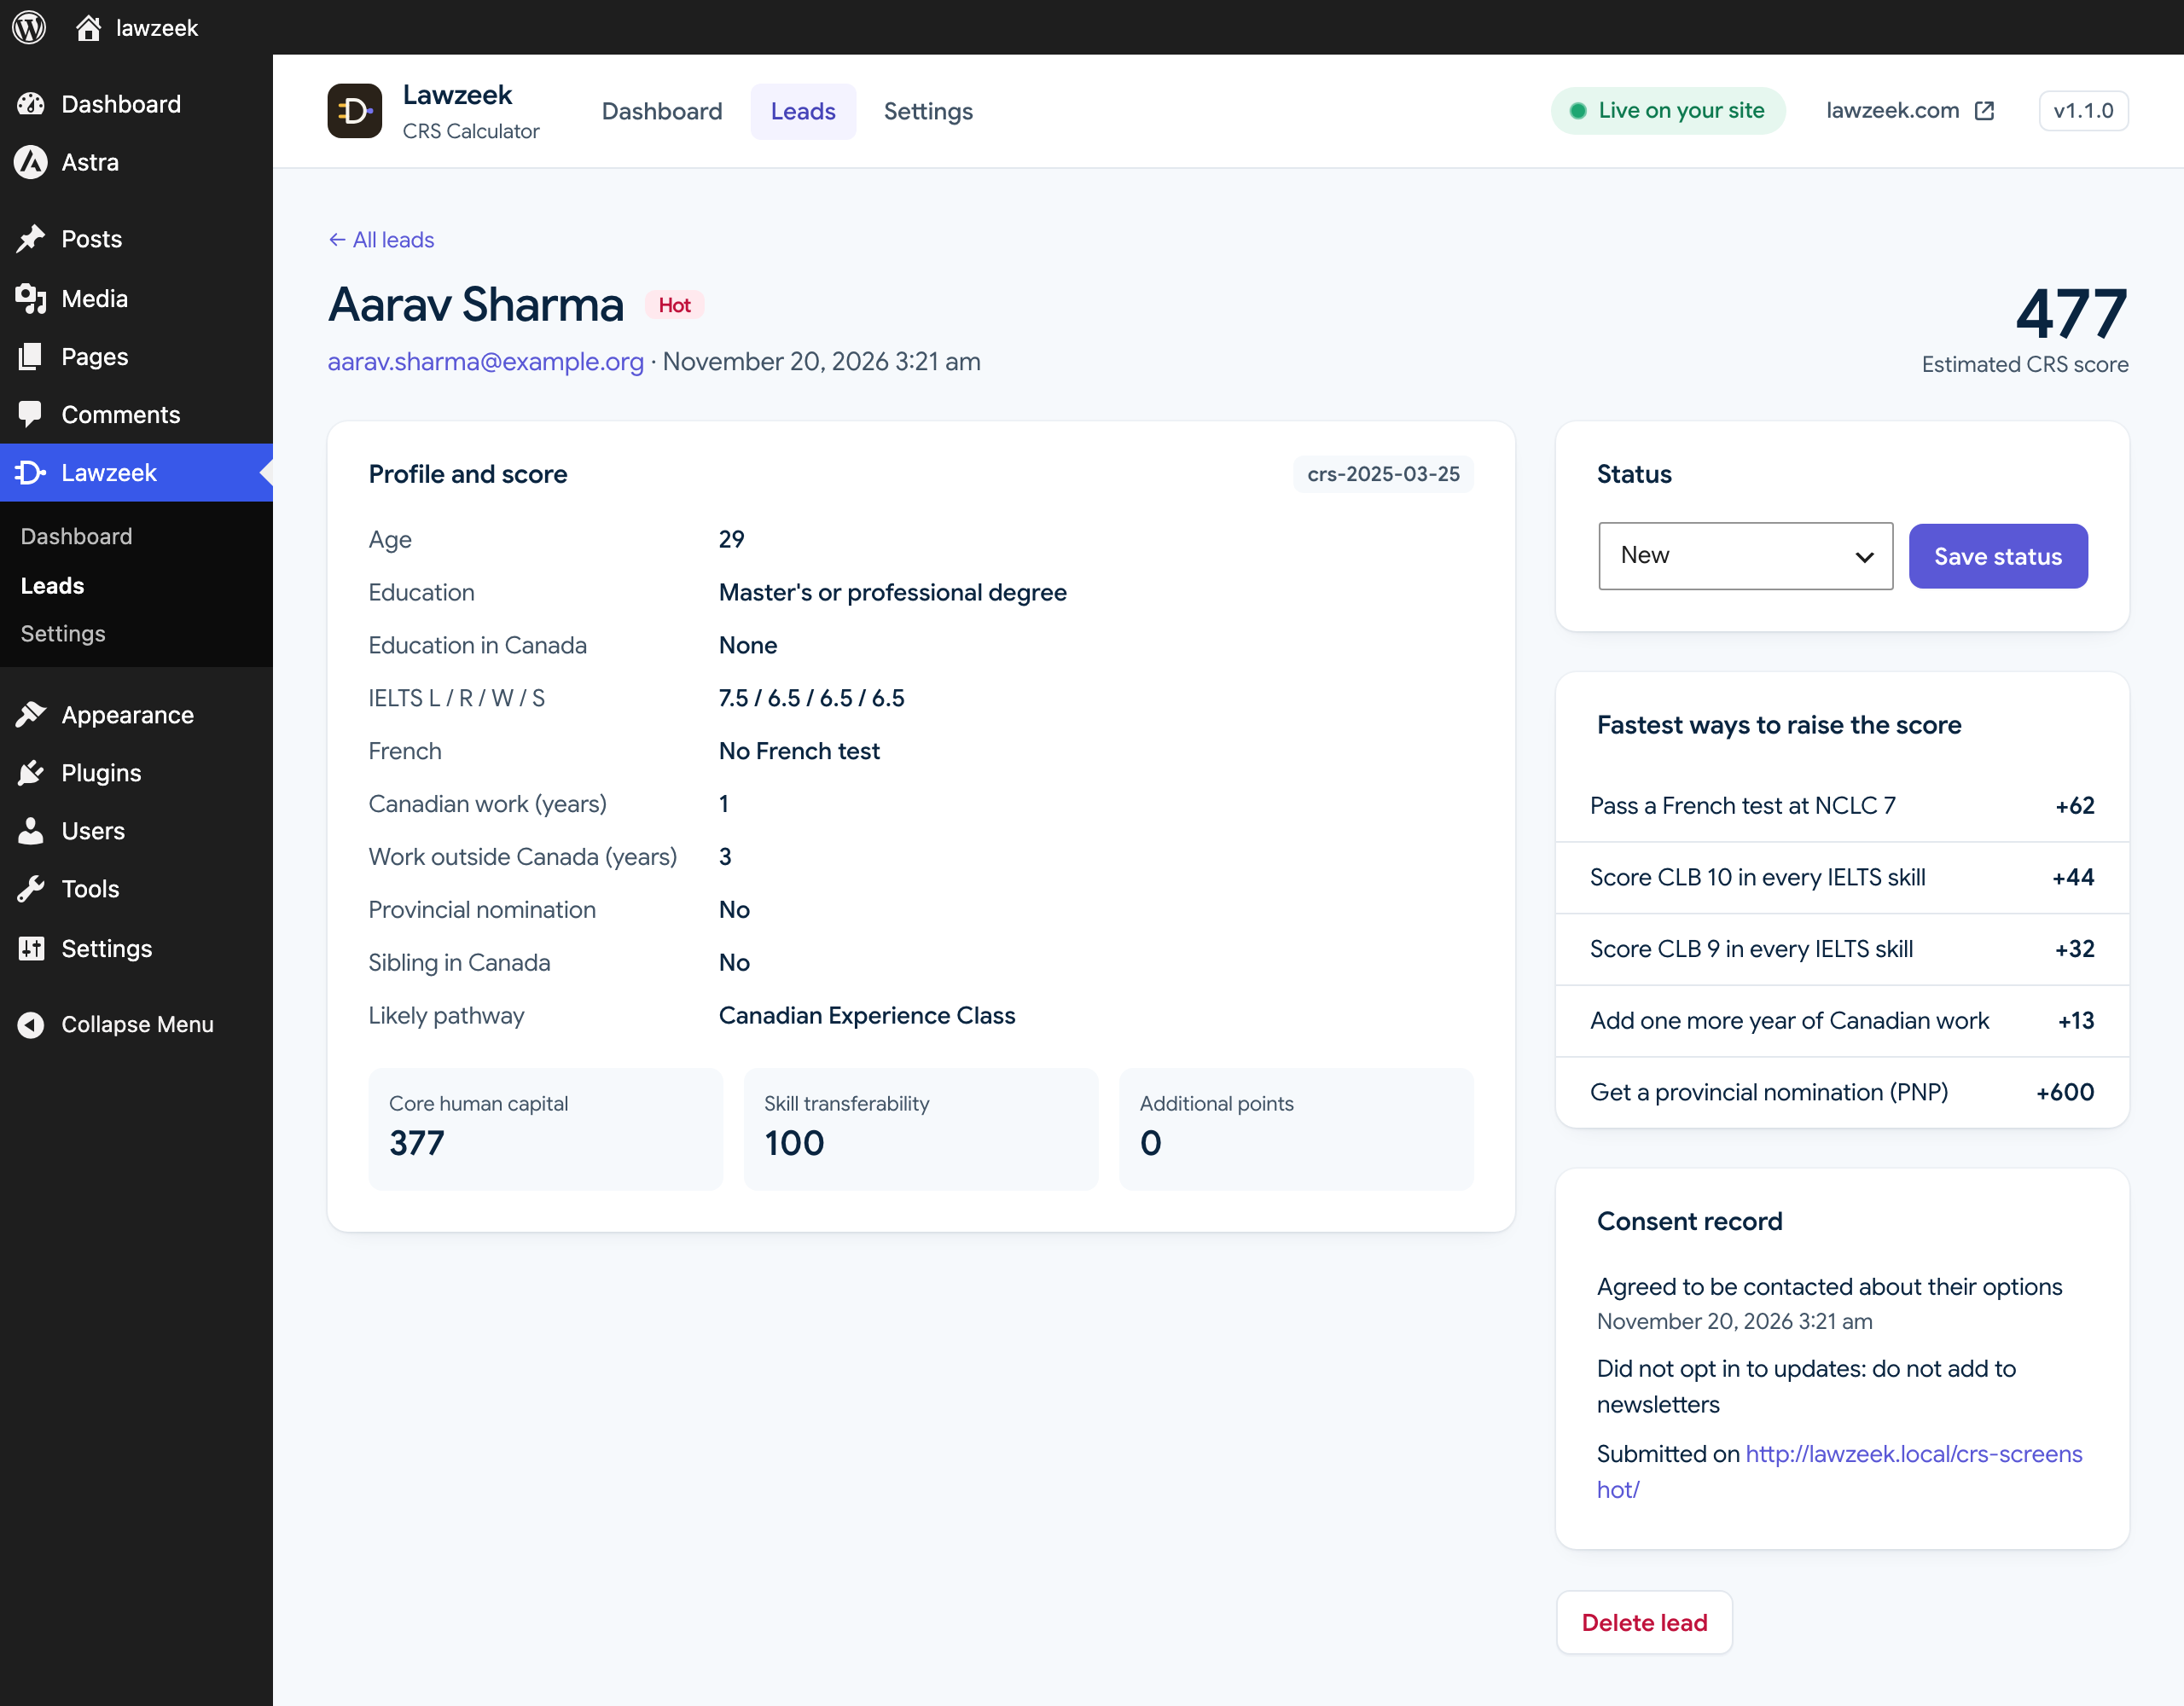 lawzeek
Dashboard
Astra
Posts
Media
Pages
Comments
Lawzeek
Dashboard
Leads
Settings
Appearance
Plugins
Users
Tools
Settings
Collapse Menu
Lawzeek
CRS Calculator
Dashboard
Leads
Settings
Live on your site
lawzeek.com
v1.1.0
← All leads
Aarav Sharma Hot
aarav.sharma@example.org · November 20, 2026 3:21 am
477
Estimated CRS score
Profile and score crs-2025-03-25
Age 29
Education Master's or professional degree
Education in Canada None
IELTS L / R / W / S 7.5 / 6.5 / 6.5 / 6.5
French No French test
Canadian work (years) 1
Work outside Canada (years) 3
Provincial nomination No
Sibling in Canada No
Likely pathway Canadian Experience Class
Core human capital
377
Skill transferability
100
Additional points
0
Status
New
Save status
Fastest ways to raise the score
Pass a French test at NCLC 7 +62
Score CLB 10 in every IELTS skill +44
Score CLB 9 in every IELTS skill +32
Add one more year of Canadian work +13
Get a provincial nomination (PNP) +600
Consent record
Agreed to be contacted about their options
November 20, 2026 3:21 am
Did not opt in to updates: do not add to
newsletters
Submitted on http://lawzeek.local/crs-screens
hot/
Delete lead